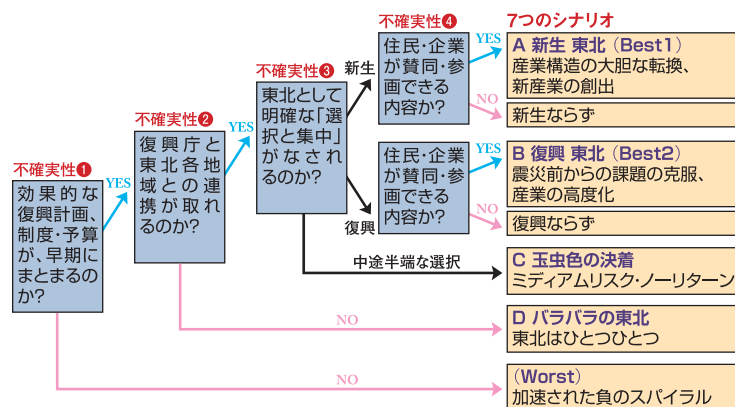 不確実性❶
効果的な
復興計画、
制度・予算
が、早期に
まとまるの
か?
YES
NO
不確実性❷
復興庁と
東北各地
域との連
携が取れ
るのか?
YES
NO
不確実性❸
東北として
明確な「選
択と集中」
がなされ
るのか?
新生
復興
中途半端な選択
不確実性❹
住民・企業
が賛同・参
画できる
内容か?
YES
NO
住民・企業
が賛同・参
画できる
内容か?
YES
NO
7つのシナリオ
A 新生 東北(Best1)
産業構造の大胆な転換、
新産業の創出
新生ならず
B 復興 東北(Best2)
震災前からの課題の克服、
産業の高度化
復興ならず
C 玉虫色の決着
ミディアムリスク・ノーリターン
D バラバラの東北
東北はひとつひとつ
(Worst)
加速された負のスパイラル